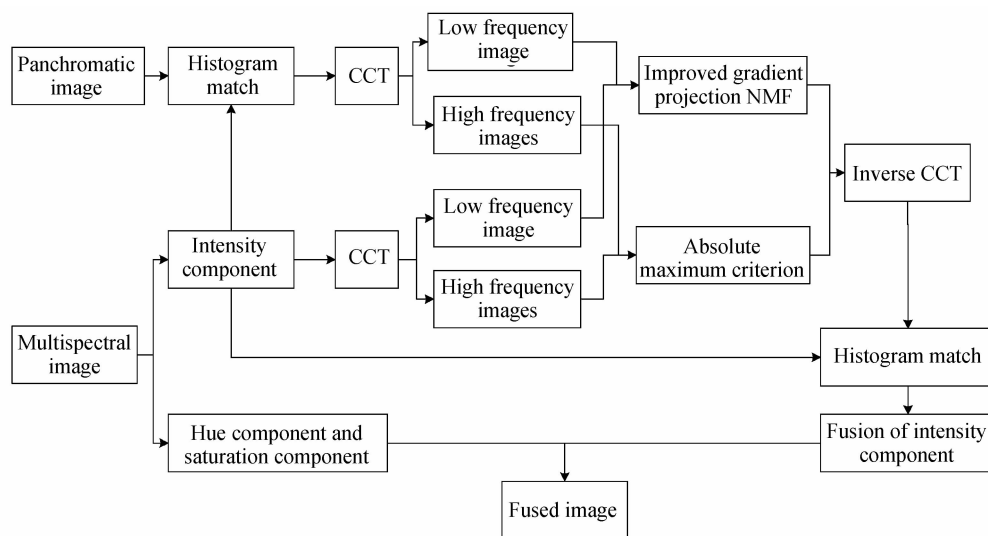 Panchromatic
image
Histogram
match
CCT
Low frequency
image
High frequency
images
Improved gradient
projection NMF
Inverse CCT
Multispectral
image
Intensity
component
CCT
Low frequency
image
High frequency
images
Absolute
maximum criterion
Histogram match
Hue component and
saturation component
Fusion of intensity
component
Fused image